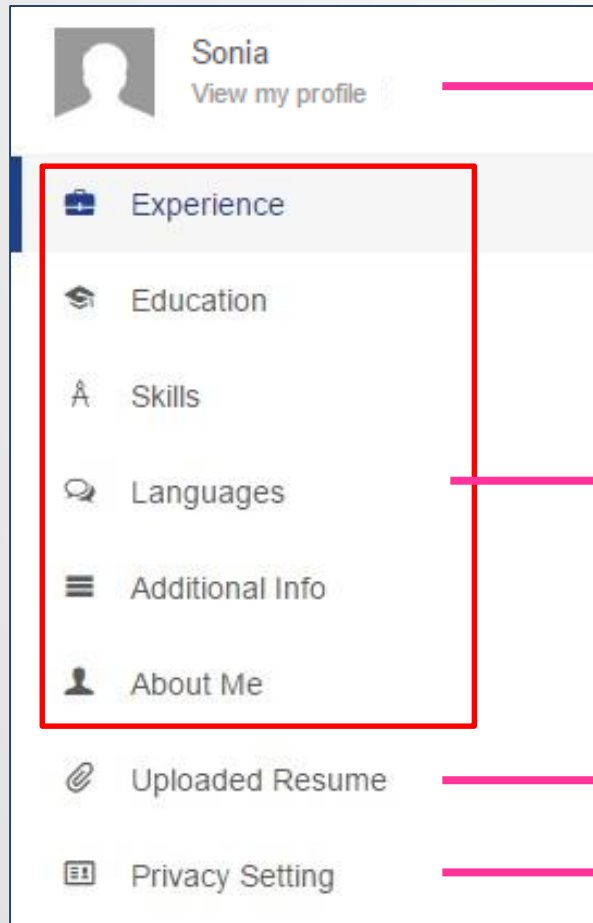 Sonia
View my profile
Experience
Education
Skills
Languages
Additional Info
About Me
Uploaded Resume
Privacy Setting